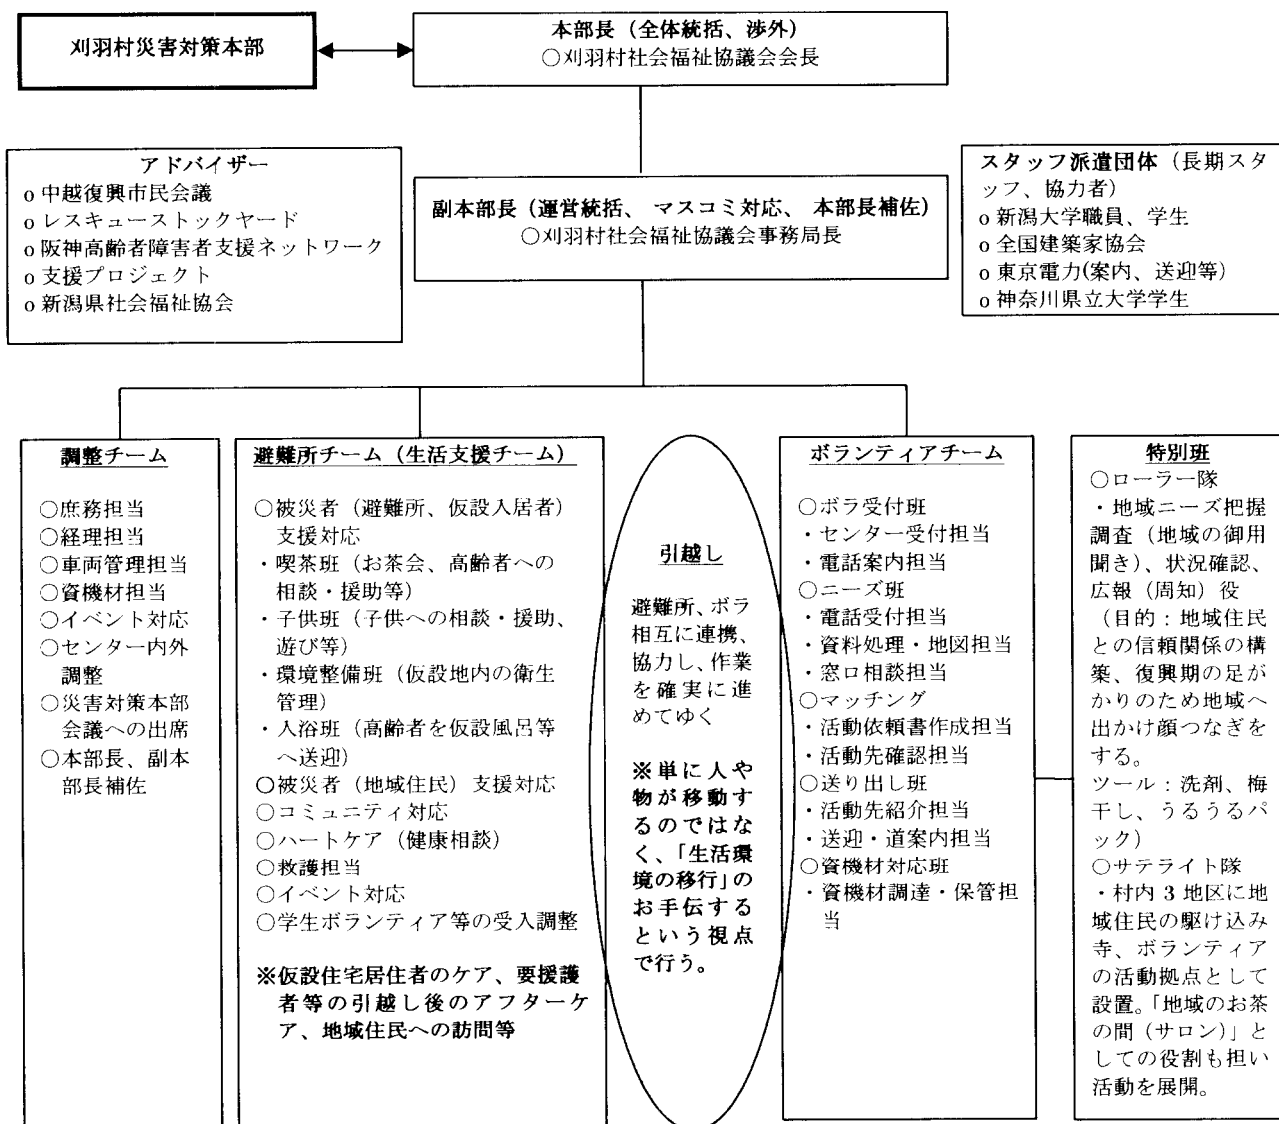 刈羽村災害対策本部
本部長（全体統括、渉外）
○刈羽村社会福祉協議会会長
アドバイザー
o 中越復興市民会議
o レスキューストックヤード
o 阪神高齢者障害者支援ネットワーク
o 支援プロジェクト
o 新潟県社会福祉協会
副本部長（運営統括、マスコミ対応、本部長補佐）
○刈羽村社会福祉協議会事務局長
スタッフ派遣団体（長期スタ
ッフ、協力者）
o 新潟大学職員、学生
o 全国建築家協会
o 東京電力(案内、送迎等)
o 神奈川県立大学学生
調整チーム
○庶務担当
○経理担当
○車両管理担当
○資機材担当
○イベント対応
○センター内外
調整
○災害対策本部
会議への出席
○本部長、副本
部長補佐
避難所チーム（生活支援チーム）
○被災者（避難所、仮設入居者）
支援対応
・喫茶班（お茶会、高齢者への
相談・援助等）
・子供班（子供への相談・援助、
遊び等）
・環境整備班（仮設地内の衛生
管理）
・入浴班（高齢者を仮設風呂等
へ送迎）
○被災者（地域住民）支援対応
○コミュニティ対応
○ハートケア（健康相談）
○救護担当
○イベント対応
○学生ボランティア等の受入調整
※仮設住宅居住者のケア、要援護
者等の引越し後のアフターケ
ア、地域住民への訪問等
引越し
避難所、ボラ
相互に連携、
協力し、作業
を確実に進
めてゆく
※単に人や
物が移動す
るのではな
く、「生活環
境の移行」の
お手伝する
という視点
で行う。
ボランティアチーム
○ボラ受付班
・センター受付担当
・電話案内担当
○ニーズ班
・電話受付担当
・資料処理・地図担当
・窓口相談担当
○マッチング
・活動依頼書作成担当
・活動先確認担当
○送り出し班
・活動先紹介担当
・送迎・道案内担当
○資機材対応班
・資機材調達・保管担
当
特別班
○ローラー隊
・地域ニーズ把握
調査（地域の御用
聞き）、状況確認、
広報（周知）役
（目的：地域住民
との信頼関係の構
築、復興期の足が
かりのため地域へ
出かけ顔つなぎを
する。
ツール：洗剤、梅
干し、うるうるパ
ック）
○サテライト隊
・村内 3 地区に地
域住民の駆け込み
寺、ボランティア
の活動拠点として
設置。「地域のお茶
の間（サロン）」と
しての役割も担い
活動を展開。